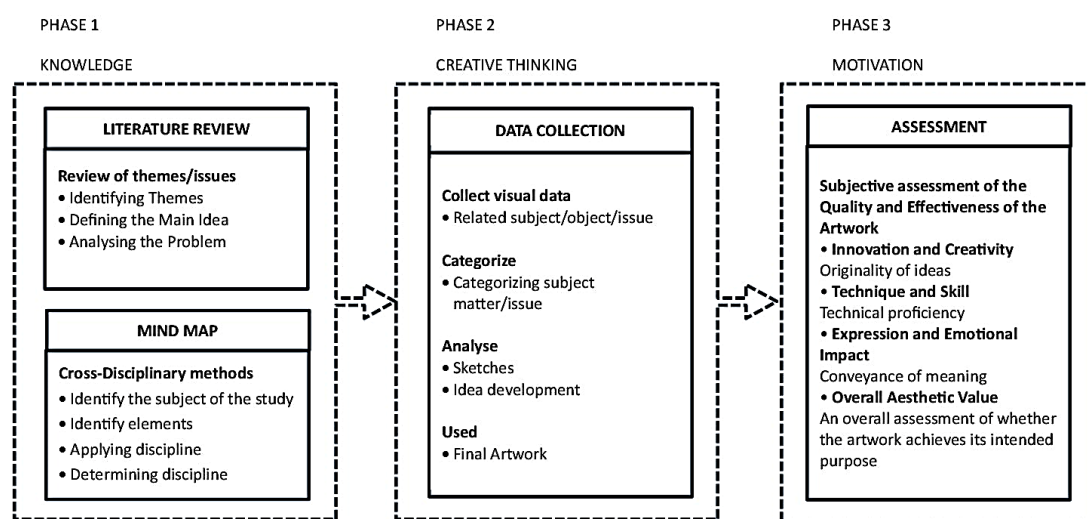 PHASE 1
KNOWLEDGE
LITERATURE REVIEW
Review of themes/issues
• Identifying Themes
• Defining the Main Idea
• Analysing the Problem
MIND MAP
Cross-Disciplinary methods
• Identify the subject of the study
• Identify elements
• Applying discipline
• Determining discipline
PHASE 2
CREATIVE THINKING
DATA COLLECTION
Collect visual data
• Related subject/object/issue
Categorize
• Categorizing subject
matter/issue
Analyse
• Sketches
• Idea development
Used
• Final Artwork
PHASE 3
MOTIVATION
ASSESSMENT
Subjective assessment of the
Quality and Effectiveness of the
Artwork
• Innovation and Creativity
Originality of ideas
• Technique and Skill
Technical proficiency
• Expression and Emotional
Impact
Conveyance of meaning
• Overall Aesthetic Value
An overall assessment of whether
the artwork achieves its intended
purpose